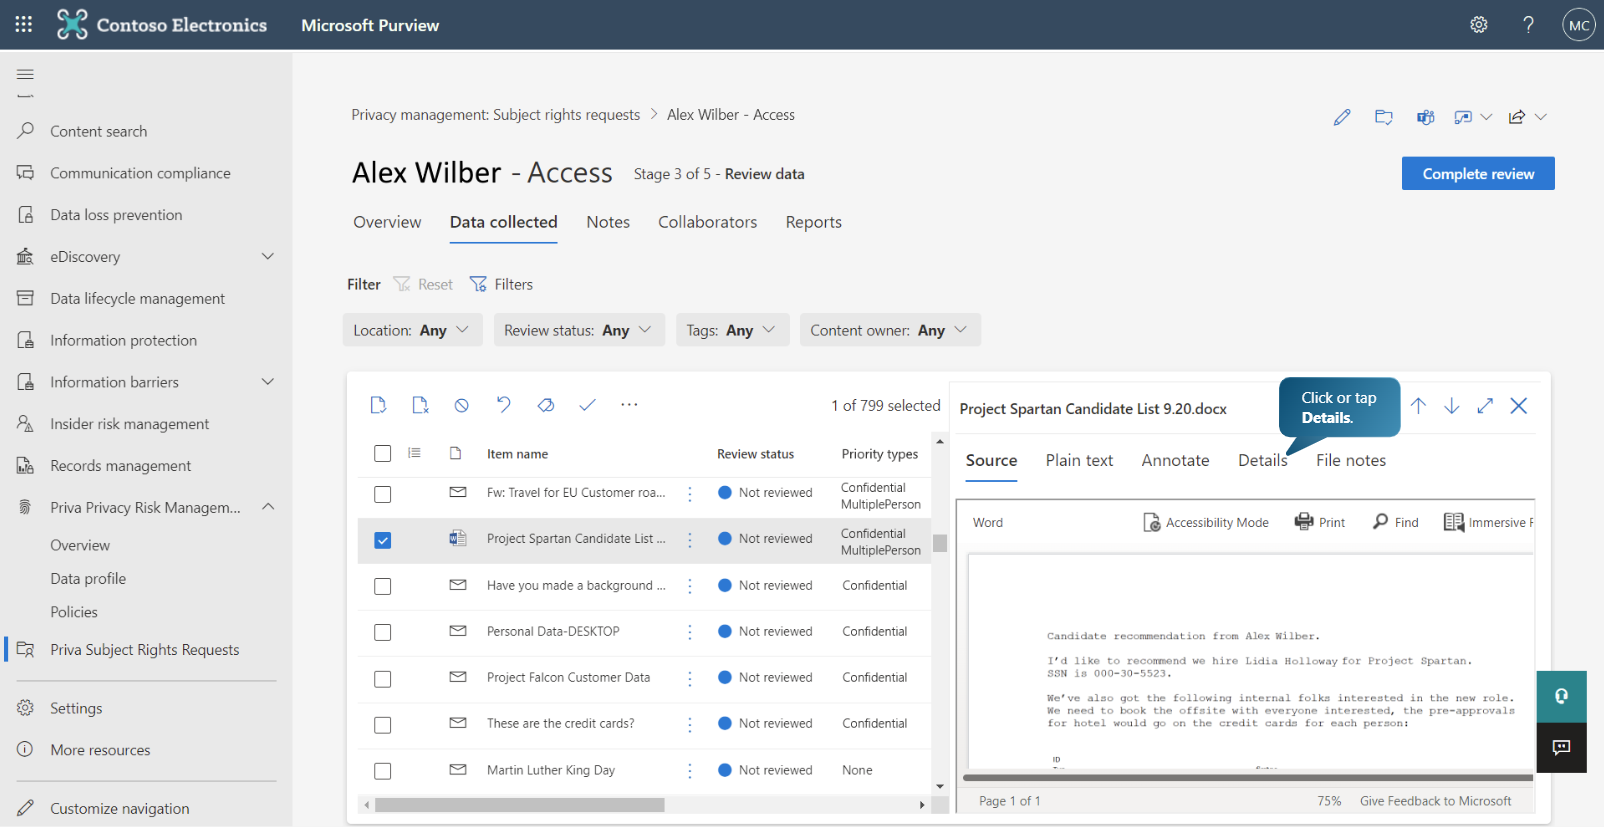 Contoso Electronics
Microsoft Purview
MC
Content search
Communication compliance
Data loss prevention
eDiscovery
Data lifecycle management
Information protection
Information barriers
Insider risk management
Records management
Priva Privacy Risk Managem...
Overview
Data profile
Policies
Priva Subject Rights Requests
Settings
More resources
Customize navigation
Privacy management: Subject rights requests > Alex Wilber - Access
Alex Wilber - Access Stage 3 of 5 - Review data
Complete review
Overview Data collected Notes Collaborators Reports
Filter Reset Filters
Location: Any Review status: Any Tags: Any Content owner: Any
1 of 799 selected
Item name Review status Priority types
Fw: Travel for EU Customer roa... Not reviewed Confidential
MultiplePerson
Project Spartan Candidate List ... Not reviewed Confidential
MultiplePerson
Have you made a background ... Not reviewed Confidential
Personal Data-DESKTOP Not reviewed Confidential
Project Falcon Customer Data Not reviewed Confidential
These are the credit cards? Not reviewed Confidential
Martin Luther King Day Not reviewed None
Project Spartan Candidate List 9.20.docx
Click or tap
Details.
Source Plain text Annotate Details File notes
Word Accessibility Mode Print Find Immersive
Candidate recommendation from Alex Wilber.
I'd like to recommend we hire Lidia Holloway for Project Spartan.
SSN is 000-30-5523.
We've also got the following internal folks interested in the new role.
We need to book the offsite with everyone interested, the pre-approvals
for hotel would go on the credit cards for each person:
Page 1 of 1 75% Give Feedback to Microsoft